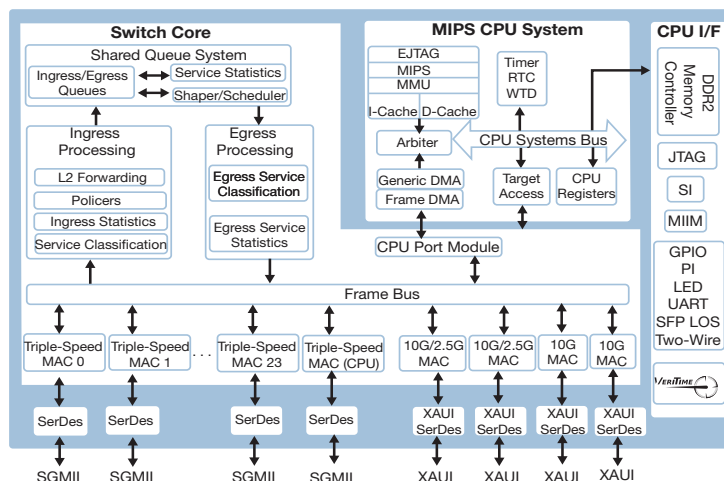 Switch Core
Shared Queue System
Ingress/Egress
Queues
Service Statistics
Shaper/Scheduler
Ingress
Processing
L2 Forwarding
Policers
Ingress Statistics
Service Classification
Egress
Processing
Egress Service
Classification
Egress Service
Statistics
MIPS CPU System
EJTAG
MIPS
MMU
I-Cache D-Cache
Arbiter
Generic DMA
Frame DMA
Timer
RTC
WTD
CPU Systems Bus
Target
Access
CPU
Registers
CPU Port Module
CPU I/F
DDR2
Memory
Controller
JTAG
SI
MIIM
GPIO
PI
LED
UART
SFP LOS
Two-Wire
VERITIME
Frame Bus
Triple-Speed
MAC 0
Triple-Speed
MAC 1
. . .
Triple-Speed
MAC 23
Triple-Speed
MAC (CPU)
10G/2.5G
MAC
10G/2.5G
MAC
10G
MAC
10G
MAC
SerDes
SerDes
SerDes
SerDes
XAUI
SerDes
XAUI
SerDes
XAUI
SerDes
XAUI
SerDes
SGMII
SGMII
SGMII
SGMII
XAUI
XAUI
XAUI
XAUI